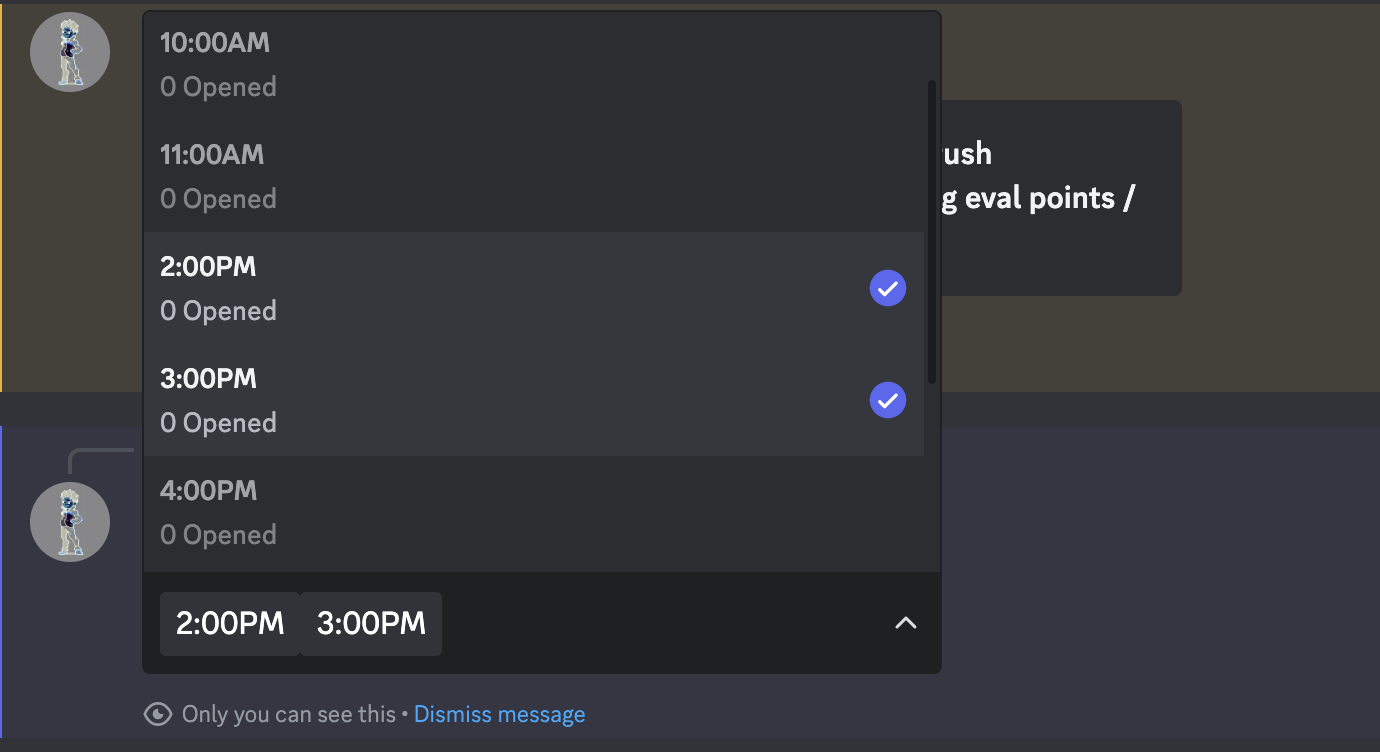 10:00AM
0 Opened
11:00AM
0 Opened
ush
g eval points /
2:00PM
0 Opened
3:00PM
0 Opened
4:00PM
0 Opened
2:00PM 3:00PM
Only you can see this • Dismiss message